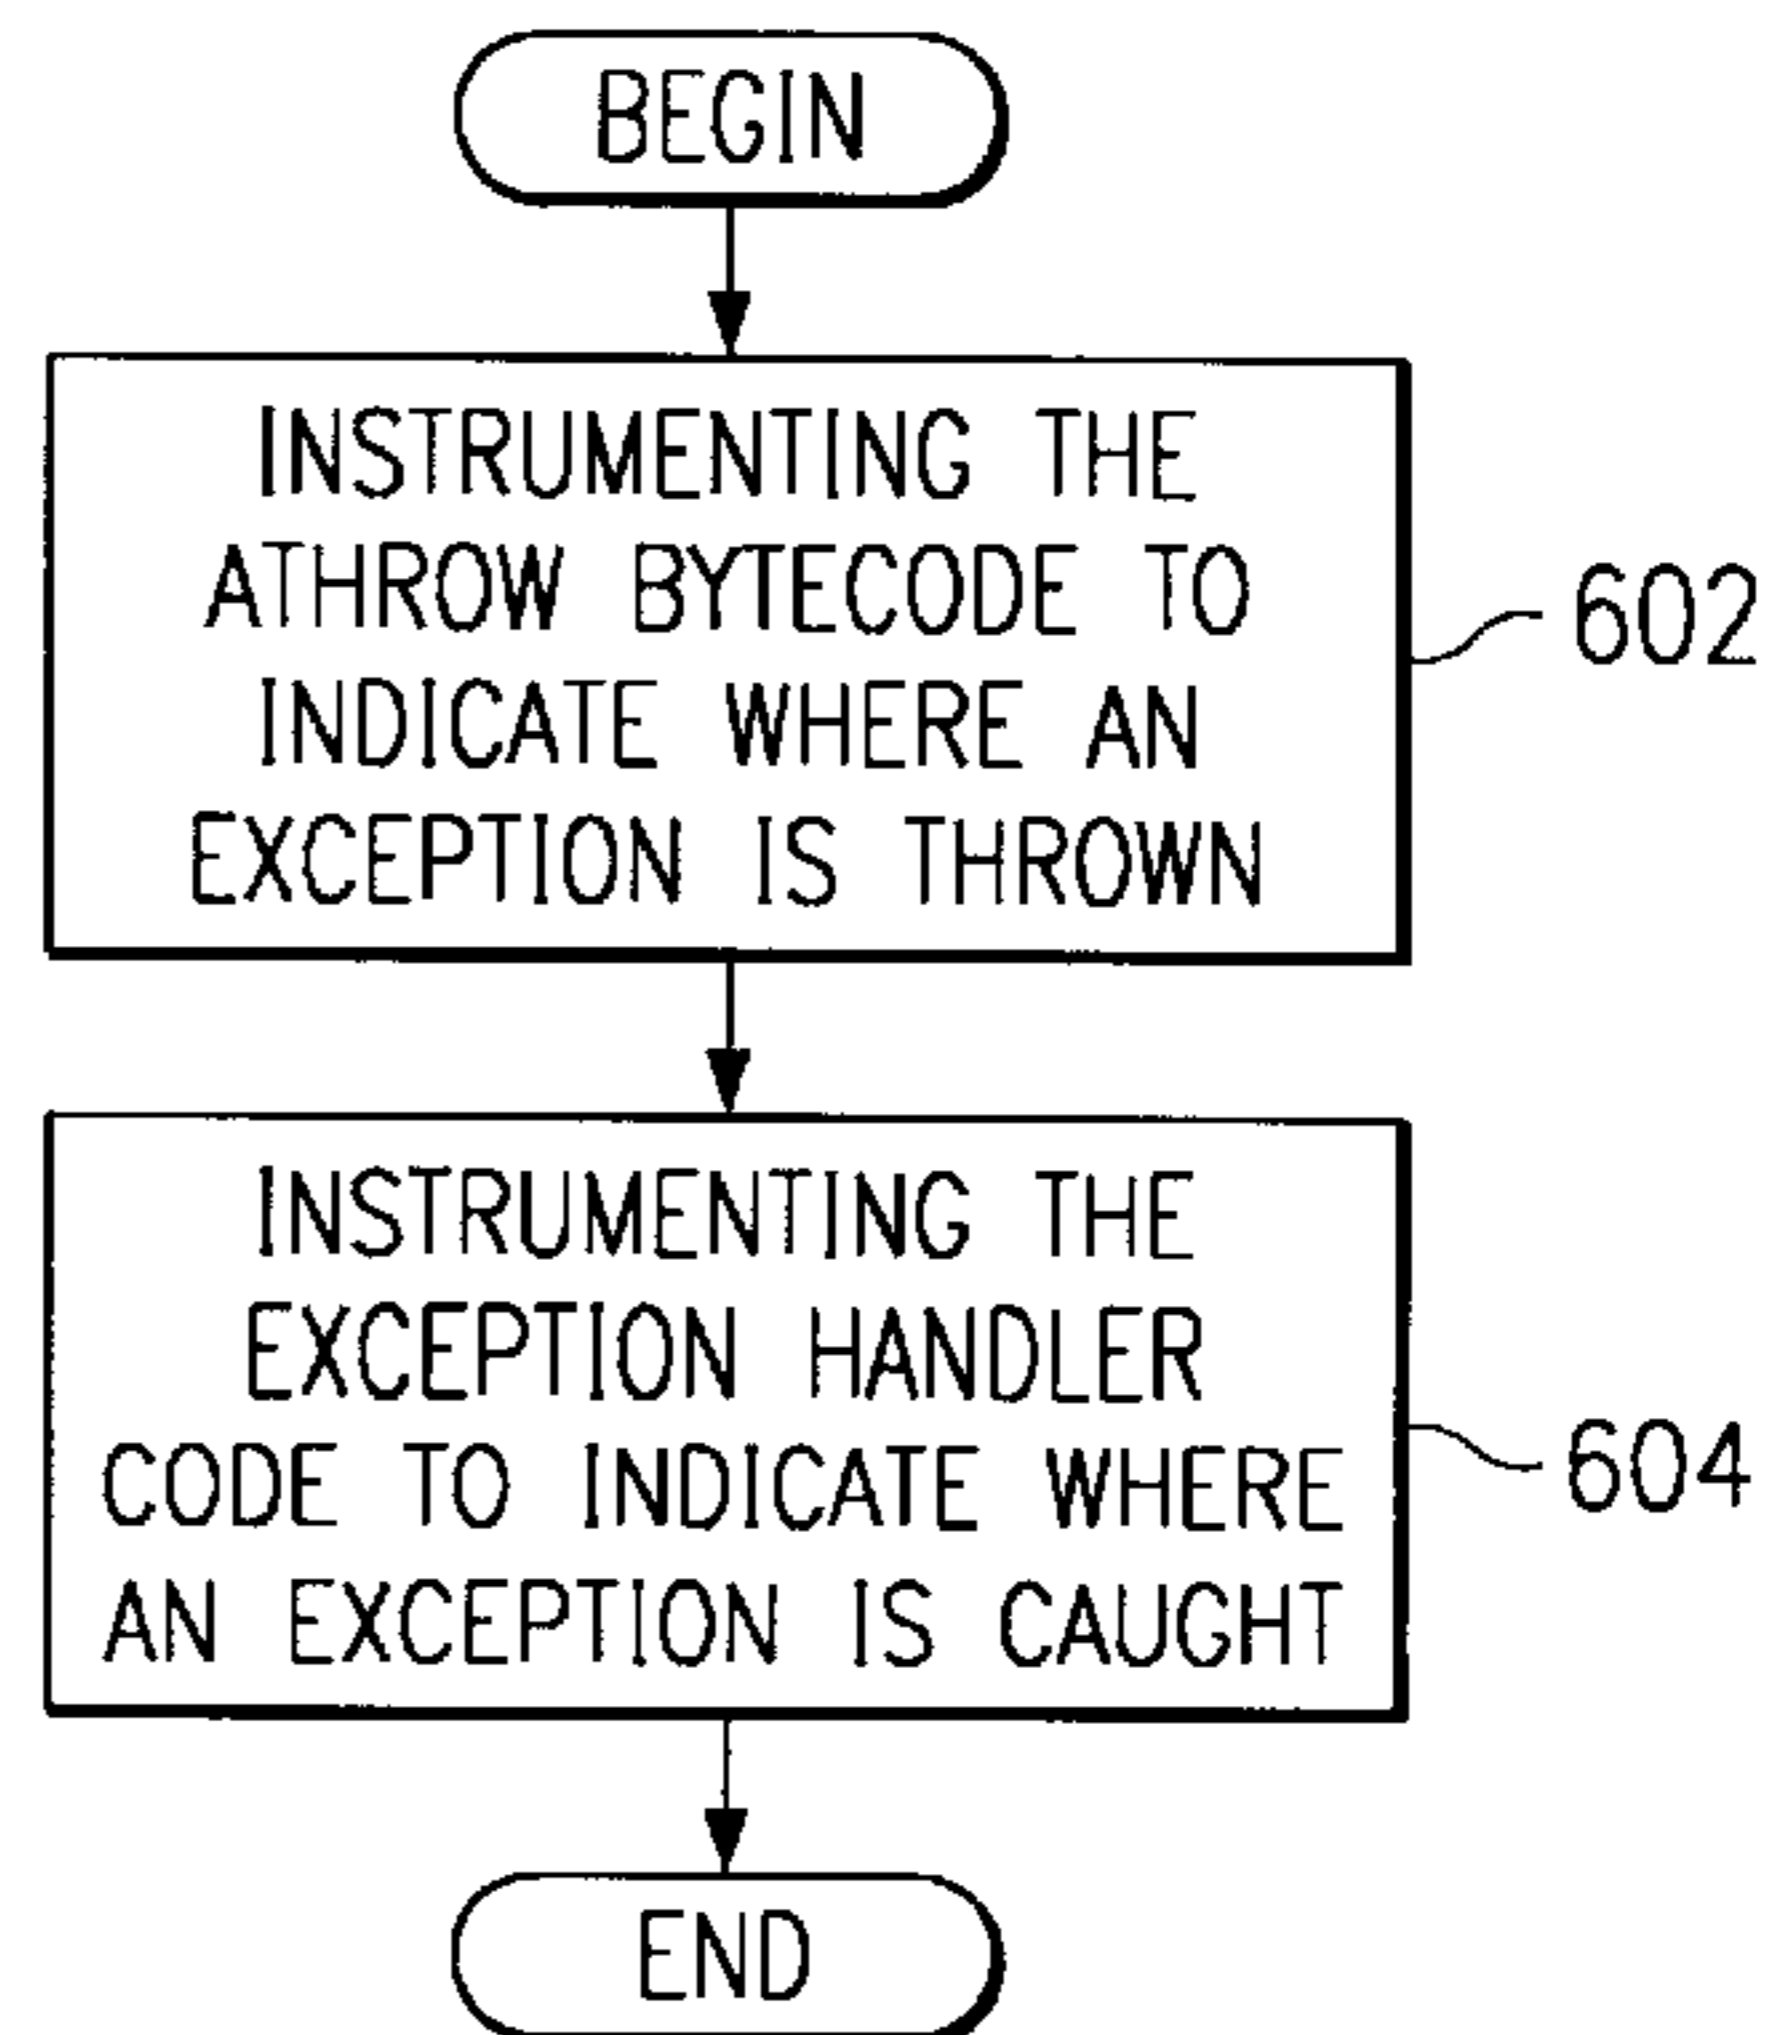 BEGIN
INSTRUMENTING THE
ATHROW BYTECODE TO
INDICATE WHERE AN
EXCEPTION IS THROWN
602
INSTRUMENTING THE
EXCEPTION HANDLER
CODE TO INDICATE WHERE
AN EXCEPTION IS CAUGHT
604
END